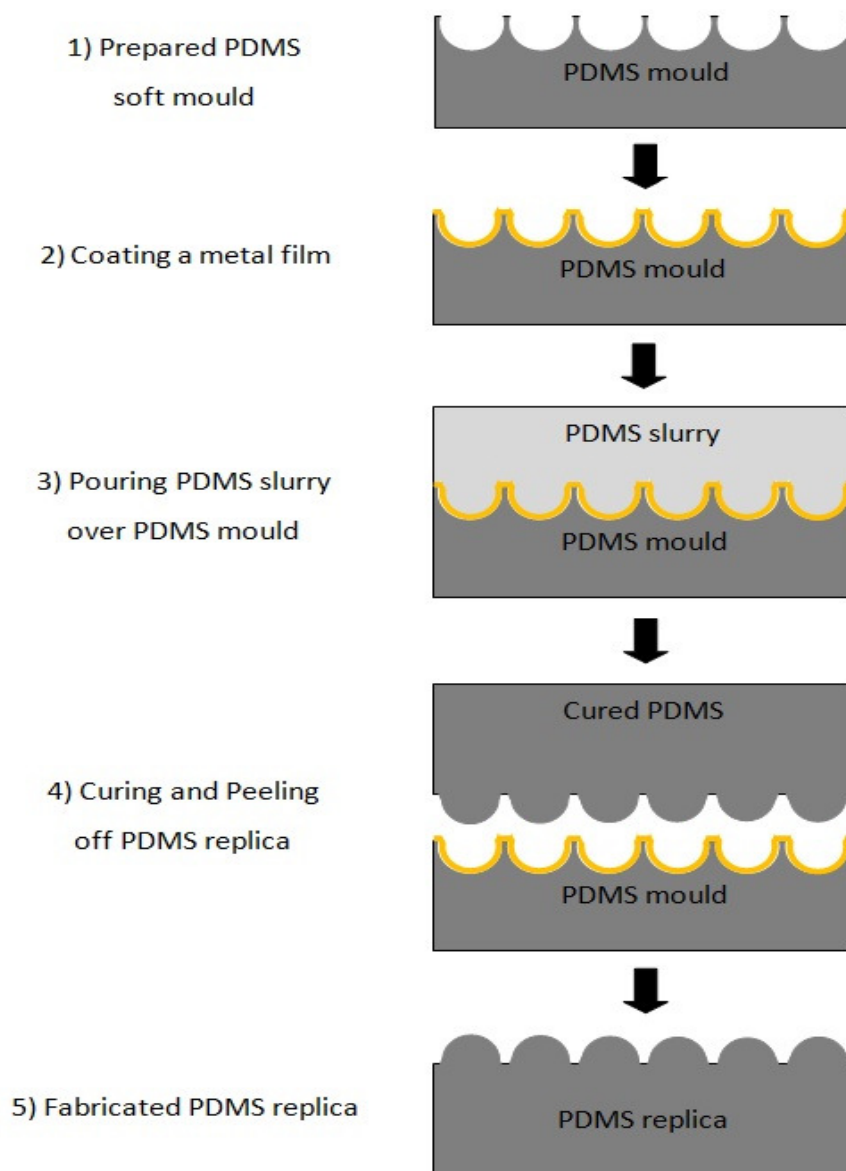 1) Prepared PDMS
soft mould
PDMS mould
2) Coating a metal film
PDMS mould
3) Pouring PDMS slurry
over PDMS mould
PDMS slurry
PDMS mould
4) Curing and Peeling
off PDMS replica
Cured PDMS
PDMS mould
5) Fabricated PDMS replica
PDMS replica